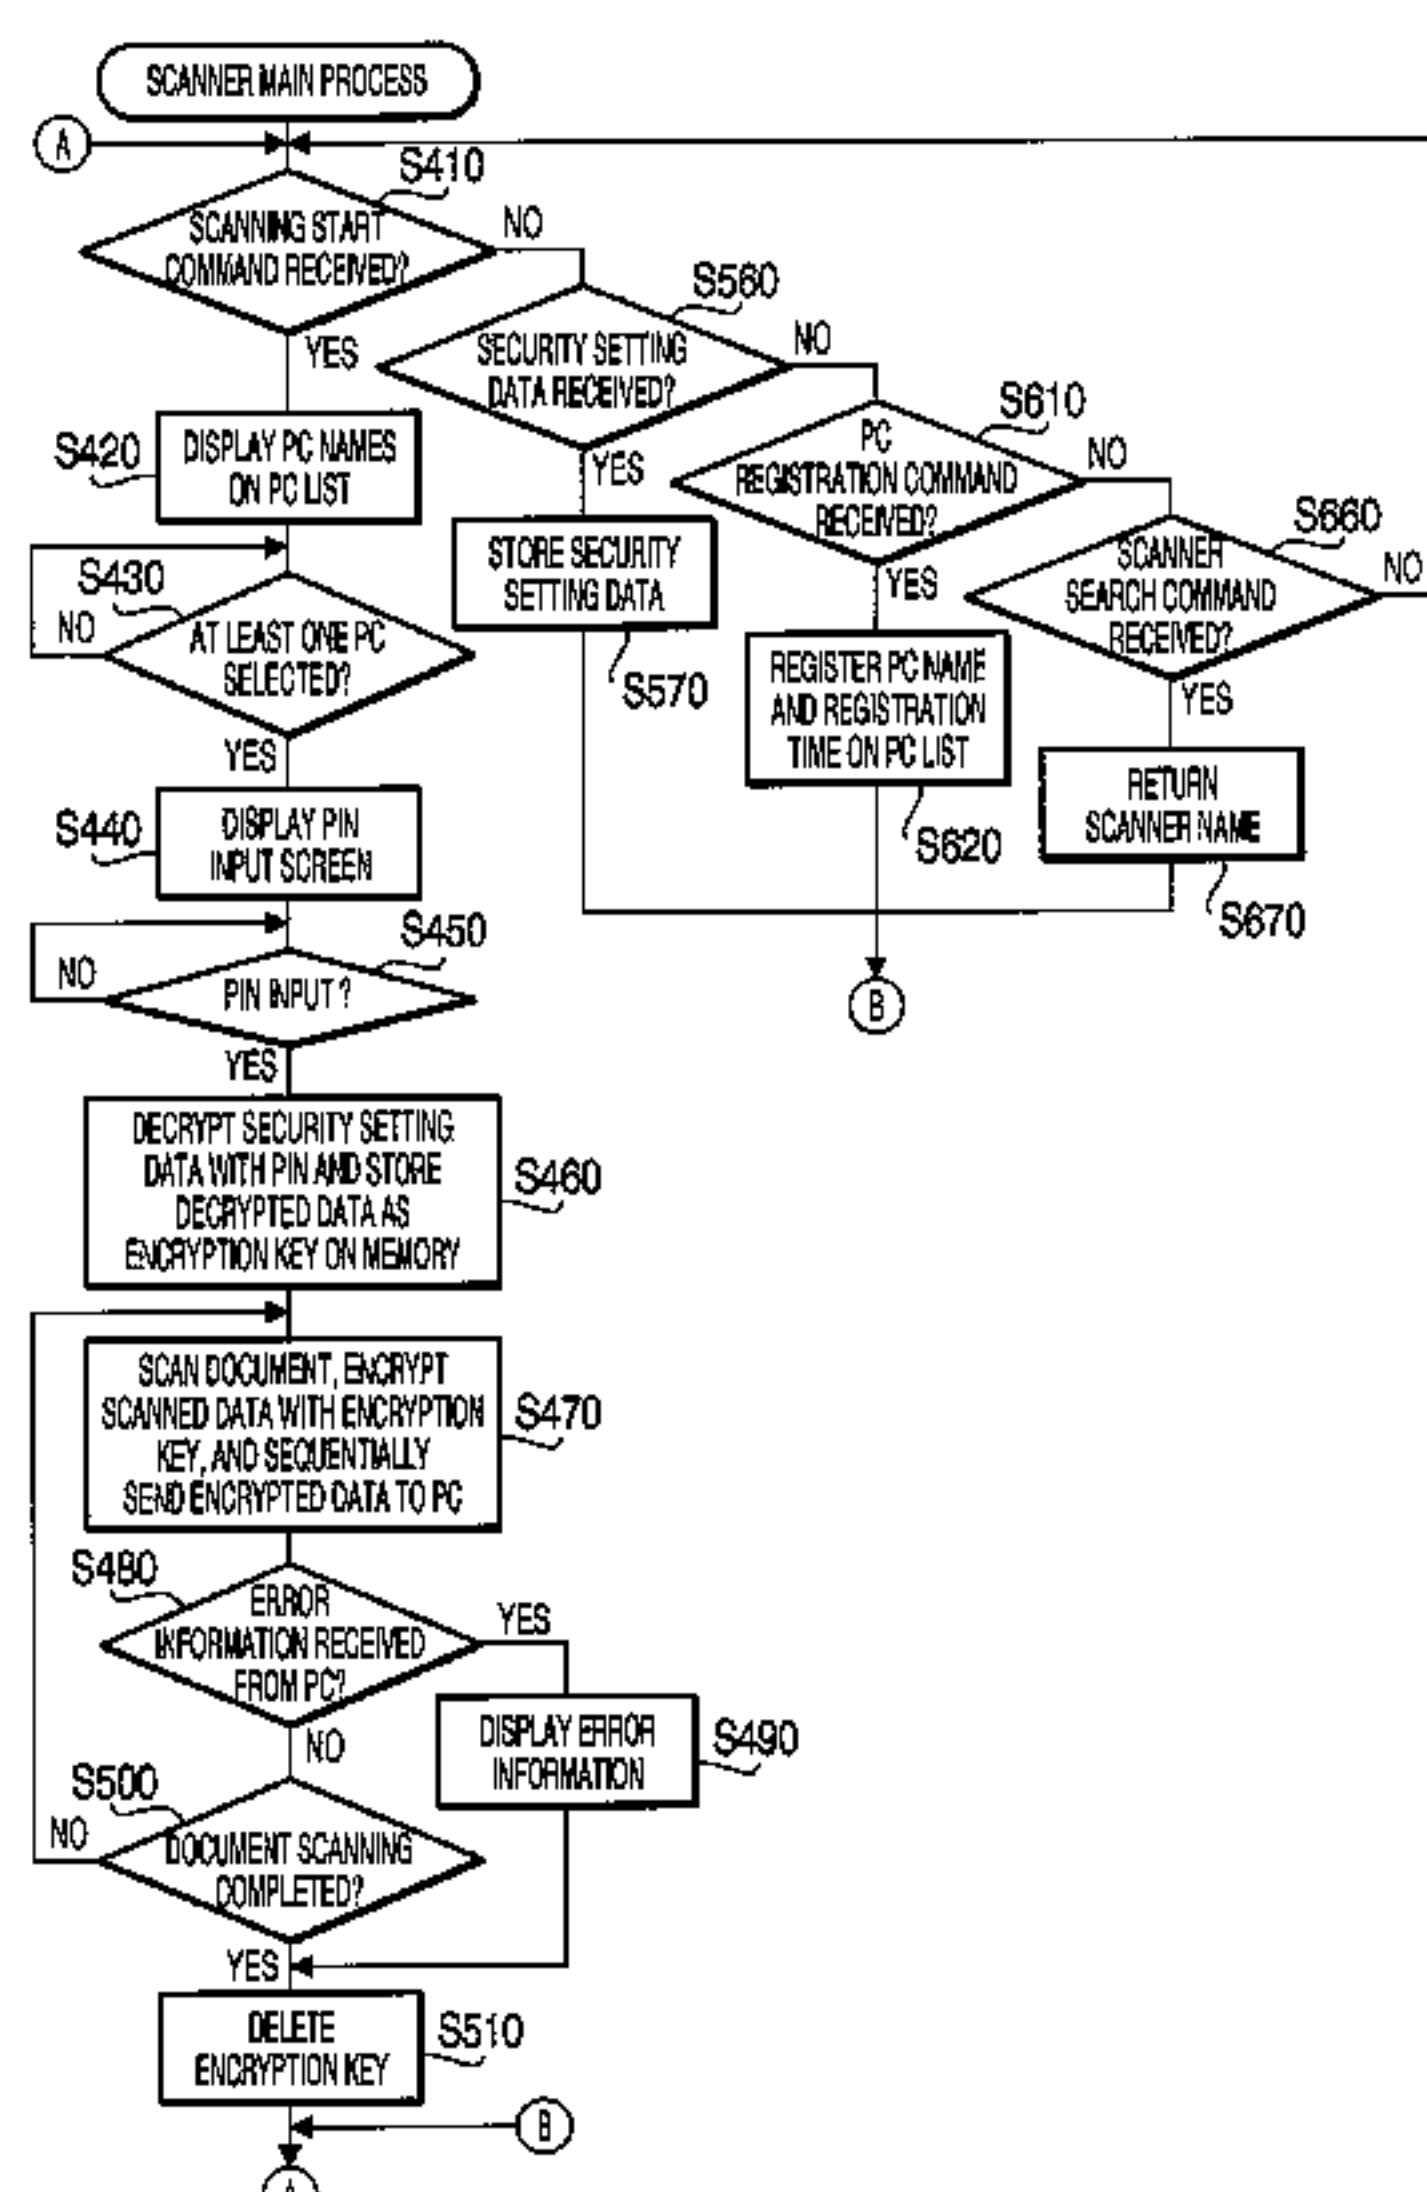 SCANNER MAIN PROCESS
A
S410
SCANNING START
COMMAND RECEIVED?
NO
YES
S560
SECURITY SETTING
DATA RECEIVED?
NO
YES
S610
PC
REGISTRATION COMMAND
RECEIVED?
NO
YES
S660
SCANNER
SEARCH COMMAND
RECEIVED?
NO
YES
S420
DISPLAY PC NAMES
ON PC LIST
STORE SECURITY
SETTING DATA
S570
REGISTER PC NAME
AND REGISTRATION
TIME ON PC LIST
S620
RETURN
SCANNER NAME
S670
B
S430
NO
AT LEAST ONE PC
SELECTED?
YES
S440
DISPLAY PIN
INPUT SCREEN
S450
NO
PIN INPUT ?
YES
DECRYPT SECURITY SETTING
DATA WITH PIN AND STORE
DECRYPTED DATA AS
ENCRYPTION KEY ON MEMORY
S460
SCAN DOCUMENT, ENCRYPT
SCANNED DATA WITH ENCRYPTION
KEY, AND SEQUENTIALLY
SEND ENCRYPTED DATA TO PC
S470
S480
ERROR
INFORMATION RECEIVED
FROM PC?
YES
NO
DISPLAY ERROR
INFORMATION
S490
S500
NO
DOCUMENT SCANNING
COMPLETED?
YES
DELETE
ENCRYPTION KEY
S510
B
A